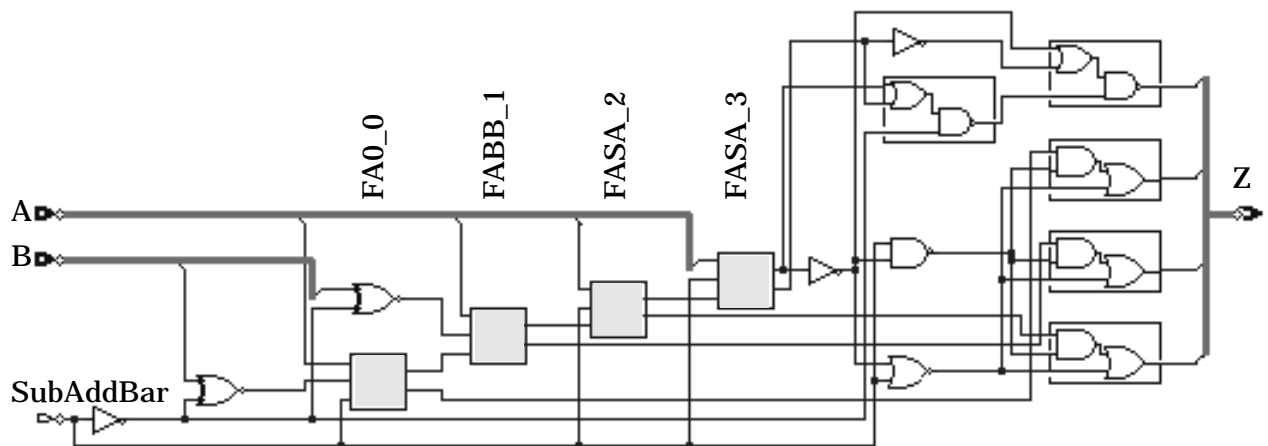 FA0_0
FABB_1
FASA_2
FASA_3
A
B
SubAddBar
Z